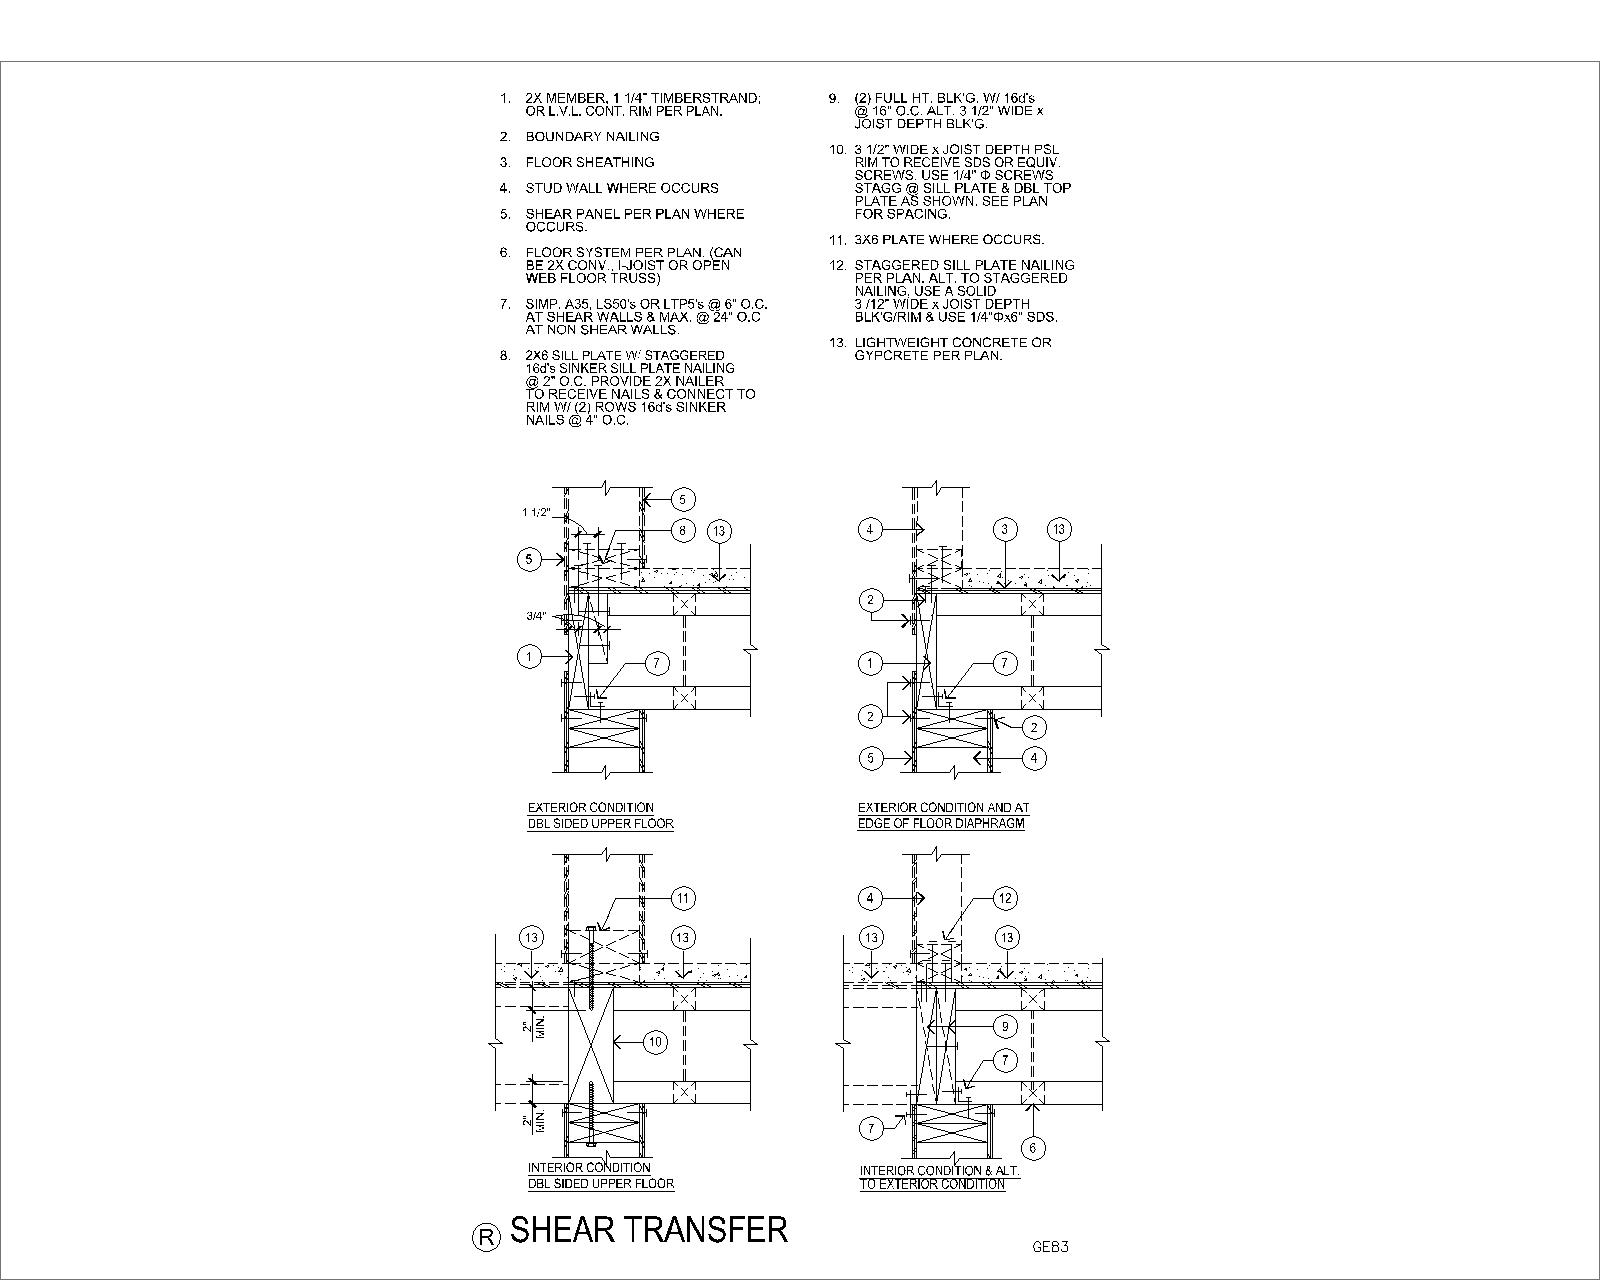 1. 2X MEMBER, 1 1/4" TIMBERSTRAND;
OR L.V.L. CONT. RIM PER PLAN.
2. BOUNDARY NAILING
3. FLOOR SHEATHING
4. STUD WALL WHERE OCCURS
5. SHEAR PANEL PER PLAN WHERE
OCCURS.
6. FLOOR SYSTEM PER PLAN. (CAN
BE 2X CONV., I-JOIST OR OPEN
WEB FLOOR TRUSS)
7. SIMP. A35, LS50's OR LTP5's @ 6" O.C.
AT SHEAR WALLS & MAX. @ 24" O.C
AT NON SHEAR WALLS.
8. 2X6 SILL PLATE W/ STAGGERED
16d's SINKER SILL PLATE NAILING
@ 2" O.C. PROVIDE 2X NAILER
TO RECEIVE NAILS & CONNECT TO
RIM W/ (2) ROWS 16d's SINKER
NAILS @ 4" O.C.
9. (2) FULL HT. BLK'G. W/ 16d's
@ 16" O.C. ALT. 3 1/2" WIDE x
JOIST DEPTH BLK'G.
10. 3 1/2" WIDE x JOIST DEPTH PSL
RIM TO RECEIVE SDS OR EQUIV.
SCREWS. USE 1/4" Φ SCREWS
STAGG @ SILL PLATE & DBL TOP
PLATE AS SHOWN. SEE PLAN
FOR SPACING.
11. 3X6 PLATE WHERE OCCURS.
12. STAGGERED SILL PLATE NAILING
PER PLAN. ALT. TO STAGGERED
NAILING, USE A SOLID
3 /12" WIDE x JOIST DEPTH
BLK'G/RIM & USE 1/4"Φx6" SDS.
13. LIGHTWEIGHT CONCRETE OR
GYPCRETE PER PLAN.
5
1 1/2"
8 13
5
3/4"
1
7
EXTERIOR CONDITION
DBL SIDED UPPER FLOOR
4 3 13
2
1 7
2
2
5 4
EXTERIOR CONDITION AND AT
EDGE OF FLOOR DIAPHRAGM
11
13 13
2"
MIN.
10
2"
MIN.
INTERIOR CONDITION
DBL SIDED UPPER FLOOR
4 12
13 13
9
7
7
6
INTERIOR CONDITION & ALT.
TO EXTERIOR CONDITION
R SHEAR TRANSFER
GE83